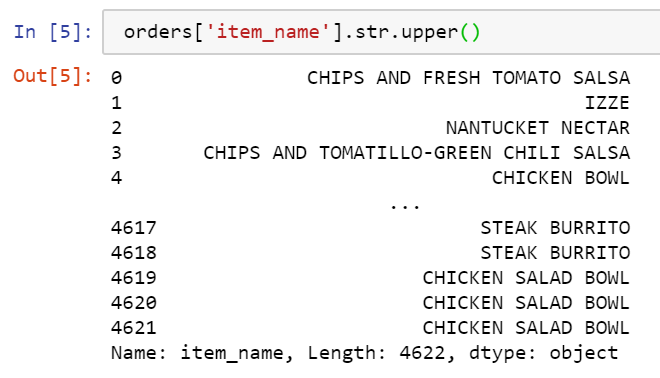 In [5]: orders['item_name'].str.upper()
Out[5]: 0 CHIPS AND FRESH TOMATO SALSA
1 IZZE
2 NANTUCKET NECTAR
3 CHIPS AND TOMATILLO-GREEN CHILI SALSA
4 CHICKEN BOWL
...
4617 STEAK BURRITO
4618 STEAK BURRITO
4619 CHICKEN SALAD BOWL
4620 CHICKEN SALAD BOWL
4621 CHICKEN SALAD BOWL
Name: item_name, Length: 4622, dtype: object